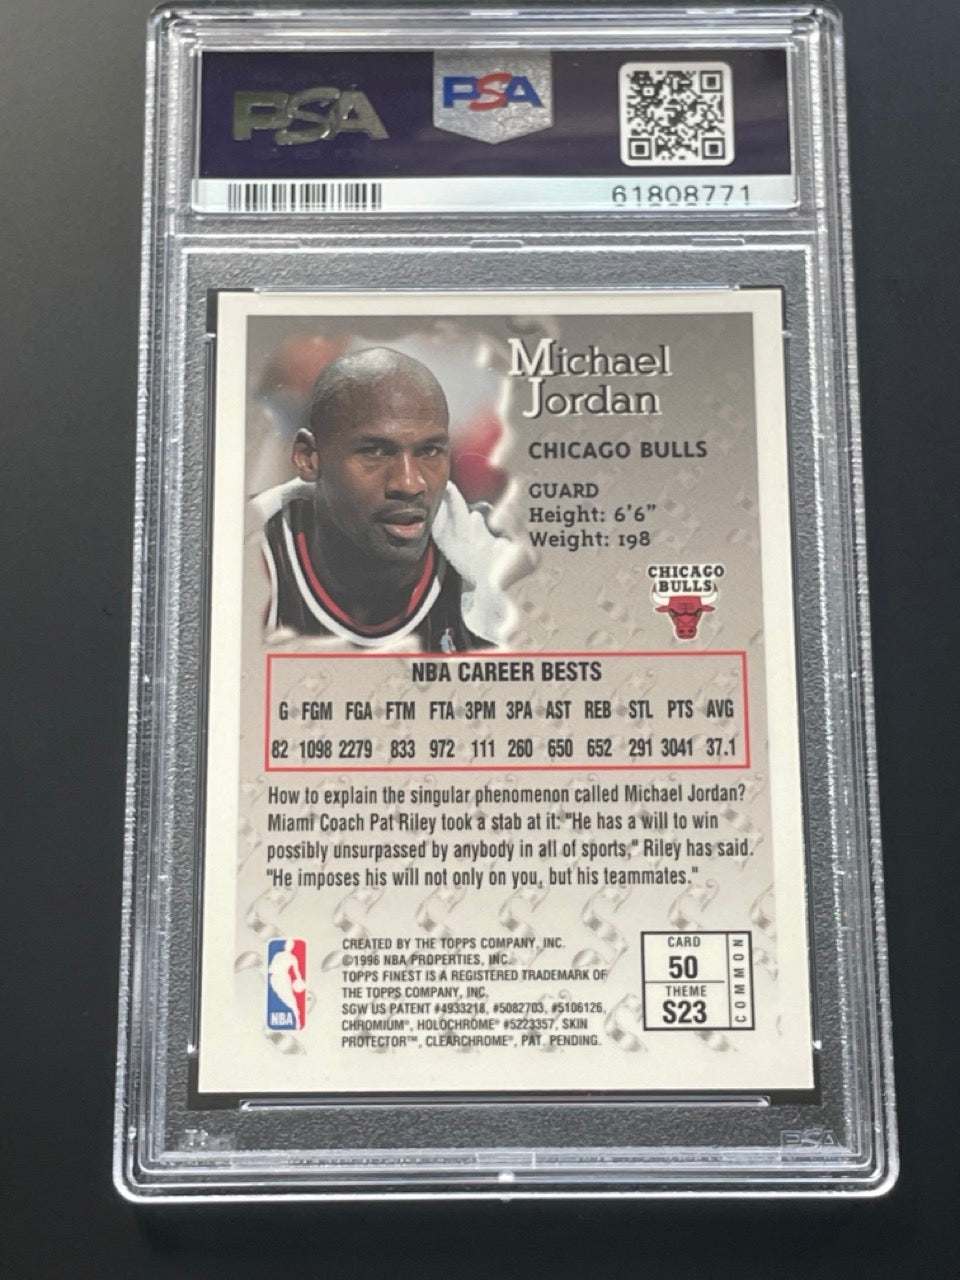 PSA
PSA
61808771
Michael
Jordan
CHICAGO BULLS
GUARD
Height: 6'6"
Weight: 198
CHICAGO
BULLS
NBA CAREER BESTS
G FGM FGA FTM FTA 3PM 3PA AST REB STL PTS AVG
82 1098 2279 833 972 111 260 650 652 291 3041 37.1
How to explain the singular phenomenon called Michael Jordan?
Miami Coach Pat Riley took a stab at it: "He has a will to win
possibly unsurpassed by anybody in all of sports," Riley has said.
"He imposes his will not only on you, but his teammates."
NBA
CREATED BY THE TOPPS COMPANY, INC.
©1996 NBA PROPERTIES, INC.
TOPPS FINEST IS A REGISTERED TRADEMARK OF
THE TOPPS COMPANY, INC.
SGW US PATENT #4933218, #5082703, #5106126,
CHROMIUM®, HOLOCHROME® #5223357, SKIN
PROTECTOR™, CLEARCHROME®, PAT. PENDING.
CARD
50
THEME
S23
COMMON
PSA